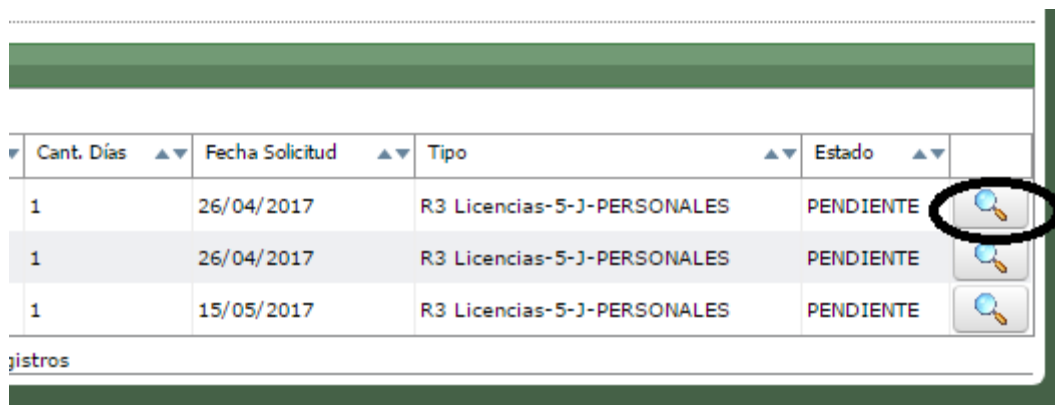 Cant. Días Fecha Solicitud Tipo Estado
1 26/04/2017 R3 Licencias-5-J-PERSONALES PENDIENTE
1 26/04/2017 R3 Licencias-5-J-PERSONALES PENDIENTE
1 15/05/2017 R3 Licencias-5-J-PERSONALES PENDIENTE
gistros